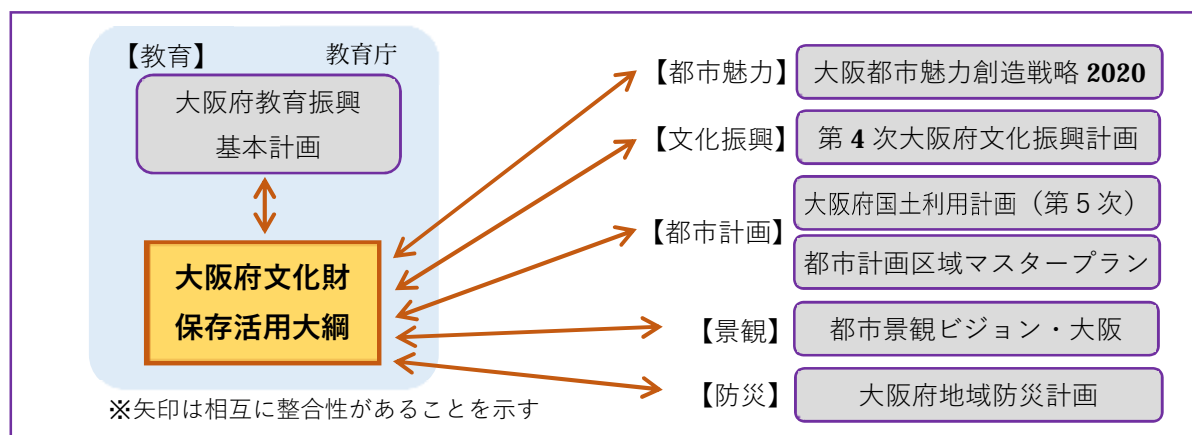 【教育】 教育庁
大阪府教育振興
基本計画
大阪府文化財
保存活用大綱
※矢印は相互に整合性があることを示す
【都市魅力】 大阪都市魅力創造戦略 2020
【文化振興】 第 4 次大阪府文化振興計画
【都市計画】
大阪府国土利用計画（第５次）
都市計画区域マスタープラン
【景観】 都市景観ビジョン・大阪
【防災】 大阪府地域防災計画